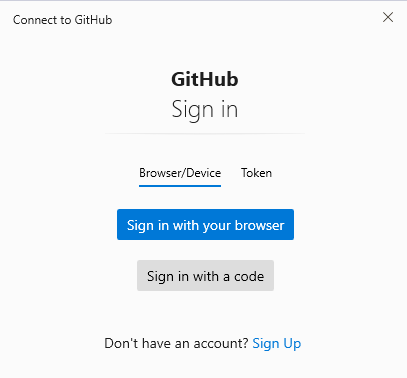 Connect to GitHub
GitHub
Sign in
Browser/Device Token
Sign in with your browser
Sign in with a code
Don't have an account? Sign Up